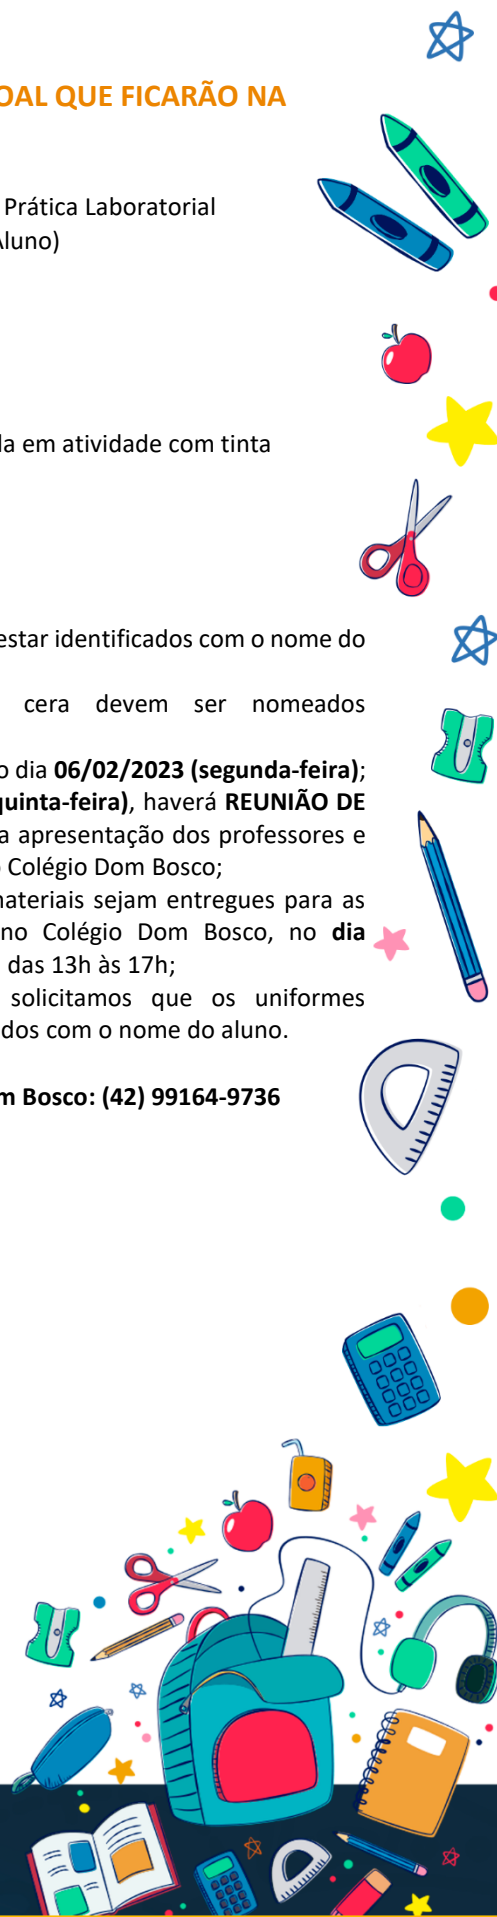 OAL QUE FICARÃO NA
Prática Laboratorial
Aluno)
da em atividade com tinta
estar identificados com o nome do
cera devem ser nomeados
o dia 06/02/2023 (segunda-feira);
quinta-feira), haverá REUNIÃO DE
a apresentação dos professores e
o Colégio Dom Bosco;
materiais sejam entregues para as
no Colégio Dom Bosco, no dia
das 13h às 17h;
solicitamos que os uniformes
dos com o nome do aluno.
m Bosco: (42) 99164-9736